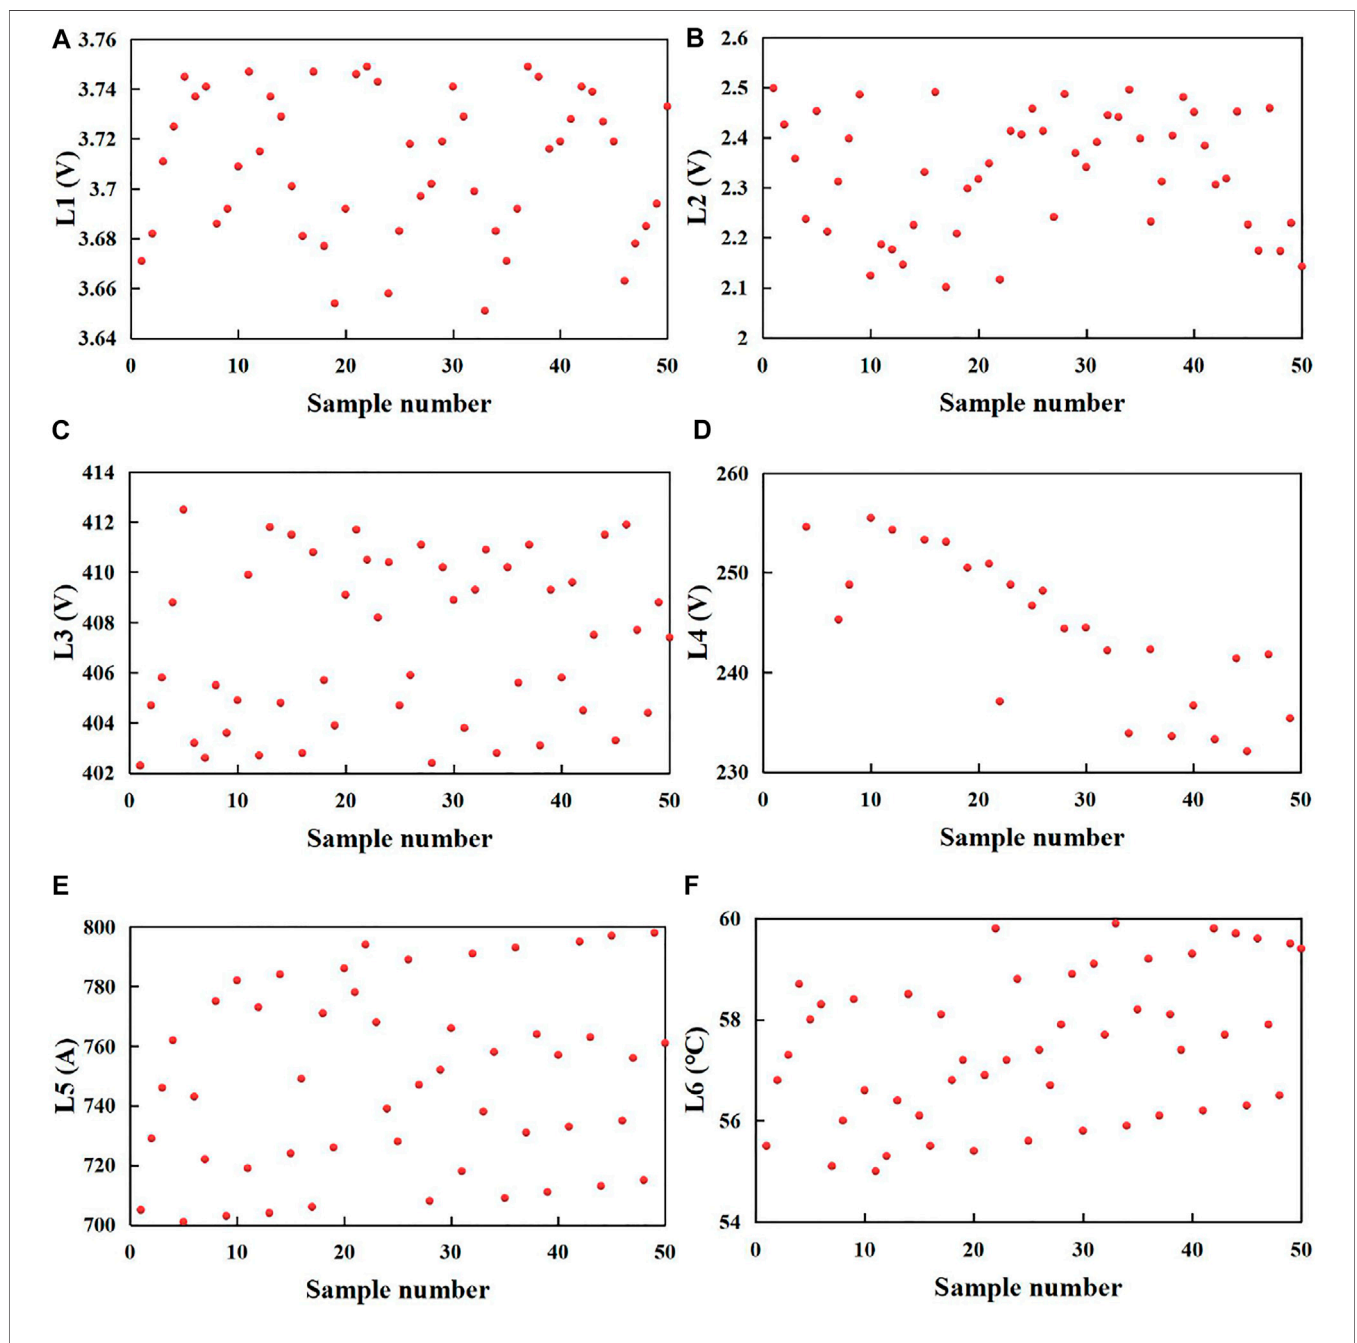 A
3.76
3.74
3.72
3.7
3.68
3.66
3.64
L1 (V)
0 10 20 30 40 50
Sample number
B
2.6
2.5
2.4
2.3
2.2
2.1
2
L2 (V)
0 10 20 30 40 50
Sample number
C
414
412
410
408
406
404
402
L3 (V)
0 10 20 30 40 50
Sample number
D
260
250
240
230
L4 (V)
0 10 20 30 40 50
Sample number
E
800
780
760
740
720
700
L5 (A)
0 10 20 30 40 50
Sample number
F
60
58
56
54
L6 (°C)
0 10 20 30 40 50
Sample number